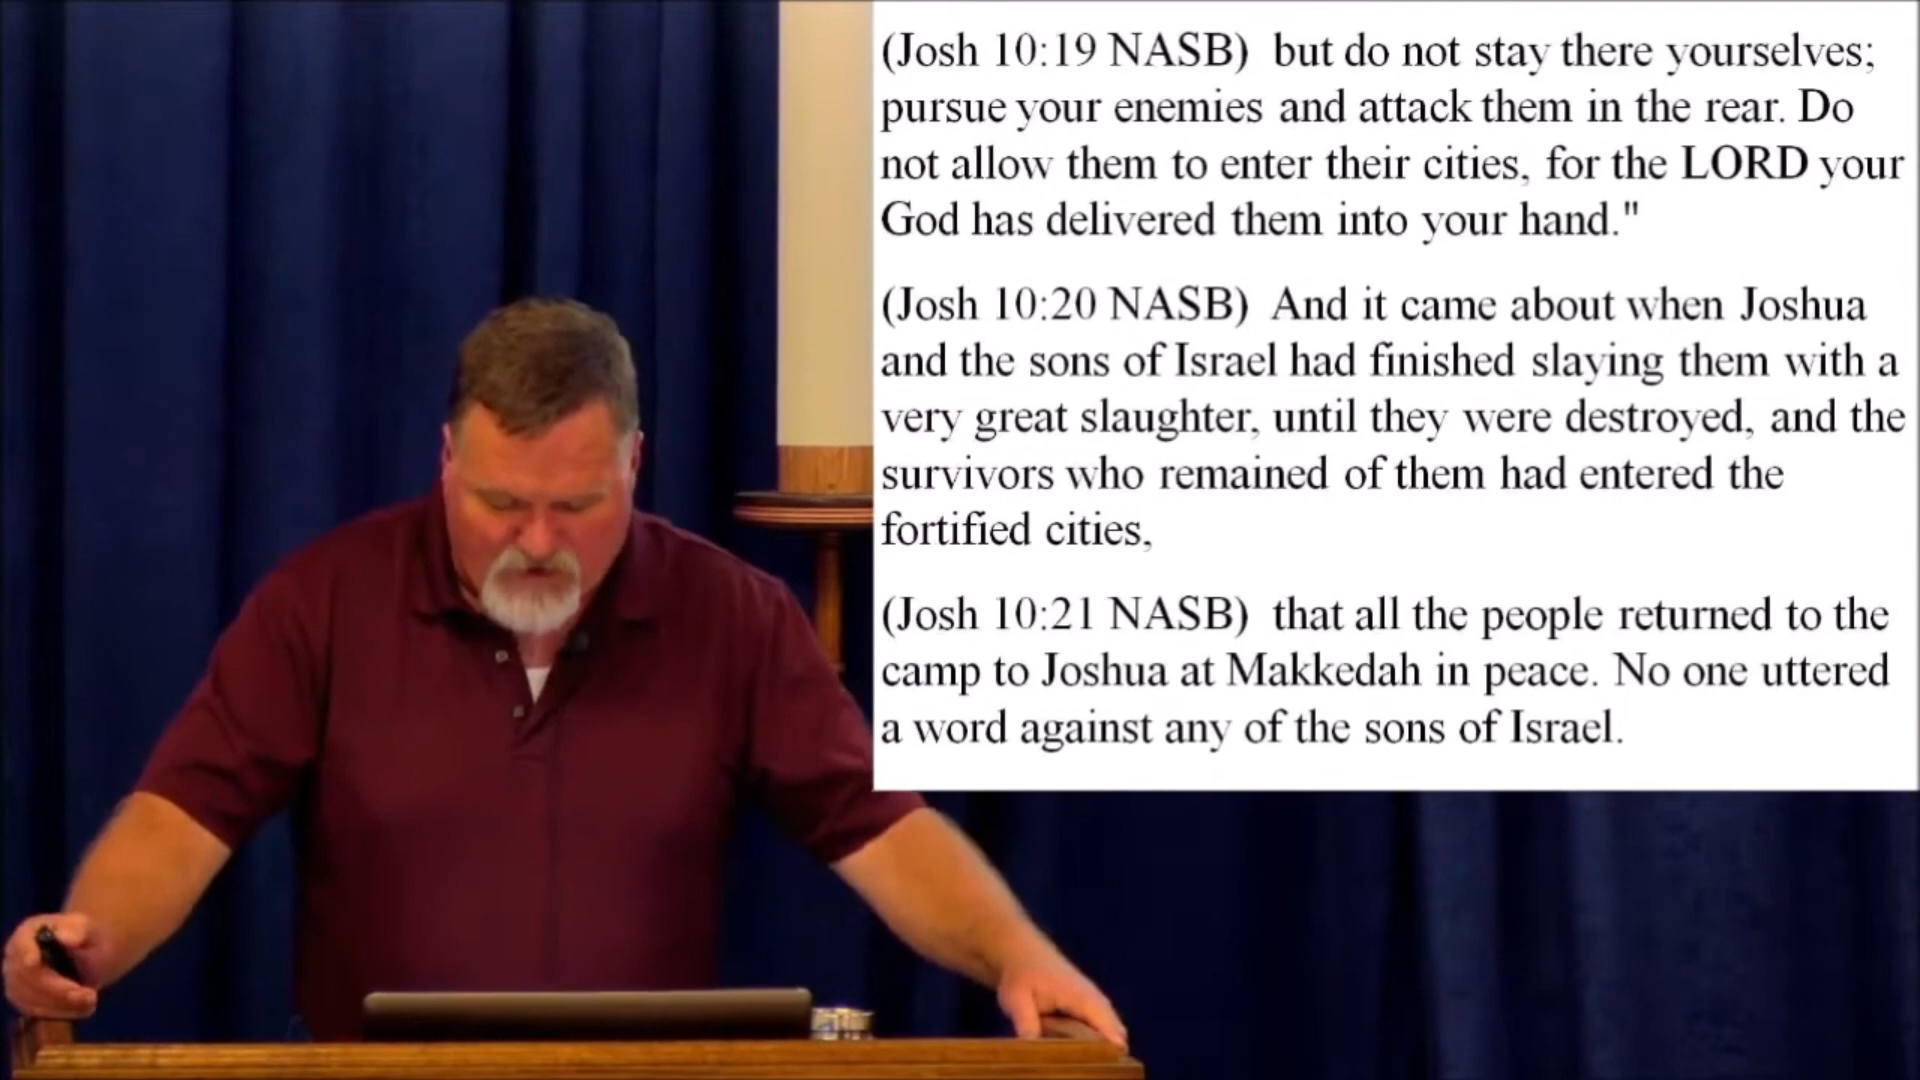 (Josh 10:19 NASB)  but do not stay there yourselves;
pursue your enemies and attack them in the rear. Do
not allow them to enter their cities, for the LORD your
God has delivered them into your hand."
(Josh 10:20 NASB)  And it came about when Joshua
and the sons of Israel had finished slaying them with a
very great slaughter, until they were destroyed, and the
survivors who remained of them had entered the
fortified cities,
(Josh 10:21 NASB)  that all the people returned to the
camp to Joshua at Makkedah in peace. No one uttered
a word against any of the sons of Israel.